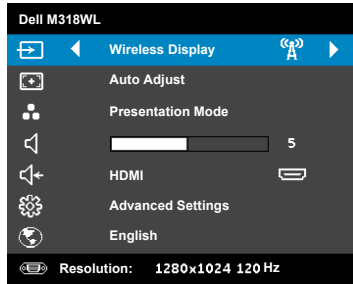 Dell M318WL
Wireless Display
Auto Adjust
Presentation Mode
5
HDMI
Advanced Settings
English
Resolution: 1280x1024 120 Hz